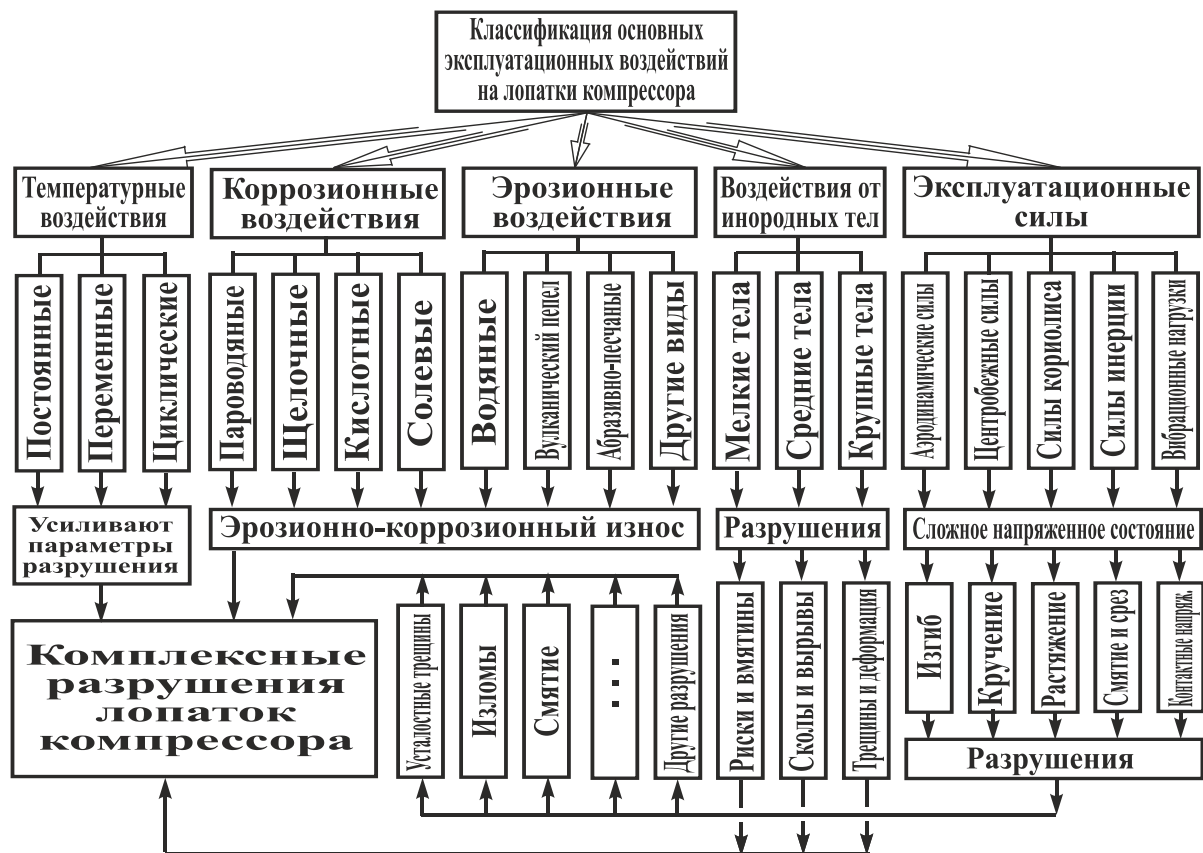 Классификация основных
эксплуатационных воздействий
на лопатки компрессора
Температурные
воздействия
Коррозионные
воздействия
Эрозионные
воздействия
Воздействия от
инородных тел
Эксплуатационные
силы
Постоянные
Переменные
Циклические
Пароводяные
Щелочные
Кислотные
Солевые
Водяные
Вулканический пепел
Абразивно-песчаные
Другие виды
Мелкие тела
Средние тела
Крупные тела
Аэродинамические силы
Центробежные силы
Силы кориолиса
Силы инерции
Вибрационные нагрузки
Усиливают
параметры
разрушения
Эрозионно-коррозионный износ
Разрушения
Сложное напряженное состояние
Комплексные
разрушения
лопаток
компрессора
Усталостные трещины
Изломы
Смятие
...
Другие разрушения
Риски и вмятины
Сколы и вырывы
Трещины и деформация
Изгиб
Кручение
Растяжение
Смятие и срез
Контактные напряж.
Разрушения